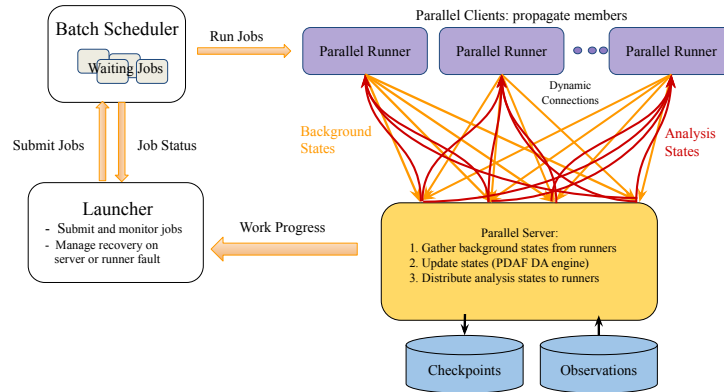 Batch Scheduler
Waiting Jobs
Run Jobs
Parallel Clients: propagate members
Parallel Runner
Parallel Runner
Parallel Runner
Dynamic
Connections
Submit Jobs
Job Status
Background
States
Analysis
States
Launcher
- Submit and monitor jobs
- Manage recovery on
server or runner fault
Work Progress
Parallel Server:
1. Gather background states from runners
2. Update states (PDAF DA engine)
3. Distribute analysis states to runners
Checkpoints
Observations